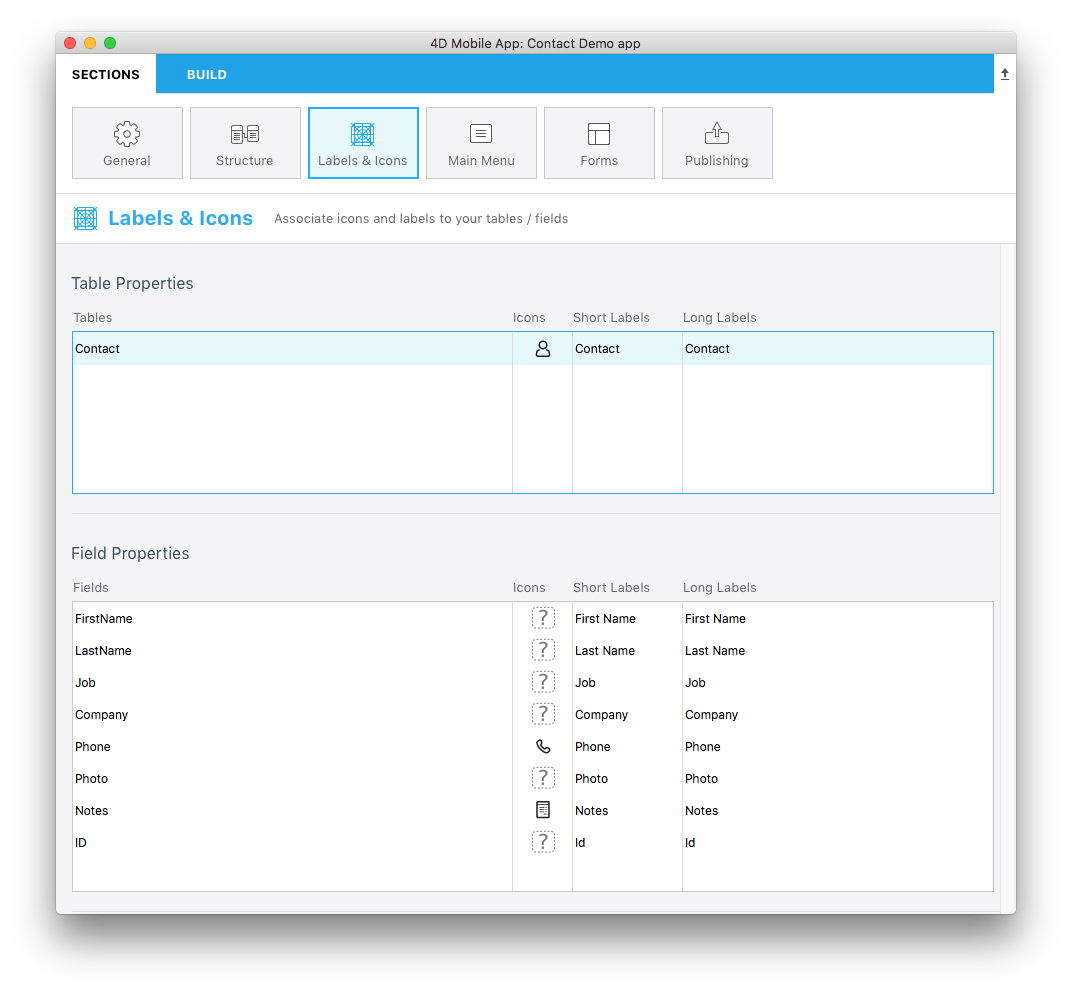 4D Mobile App: Contact Demo app
SECTIONS BUILD
General Structure Labels & Icons Main Menu Forms Publishing
Labels & Icons Associate icons and labels to your tables / fields
Table Properties
Tables Icons Short Labels Long Labels
Contact Contact Contact
Field Properties
Fields Icons Short Labels Long Labels
FirstName ? First Name First Name
LastName ? Last Name Last Name
Job ? Job Job
Company ? Company Company
Phone Phone Phone
Photo ? Photo Photo
Notes Notes Notes
ID ? Id Id